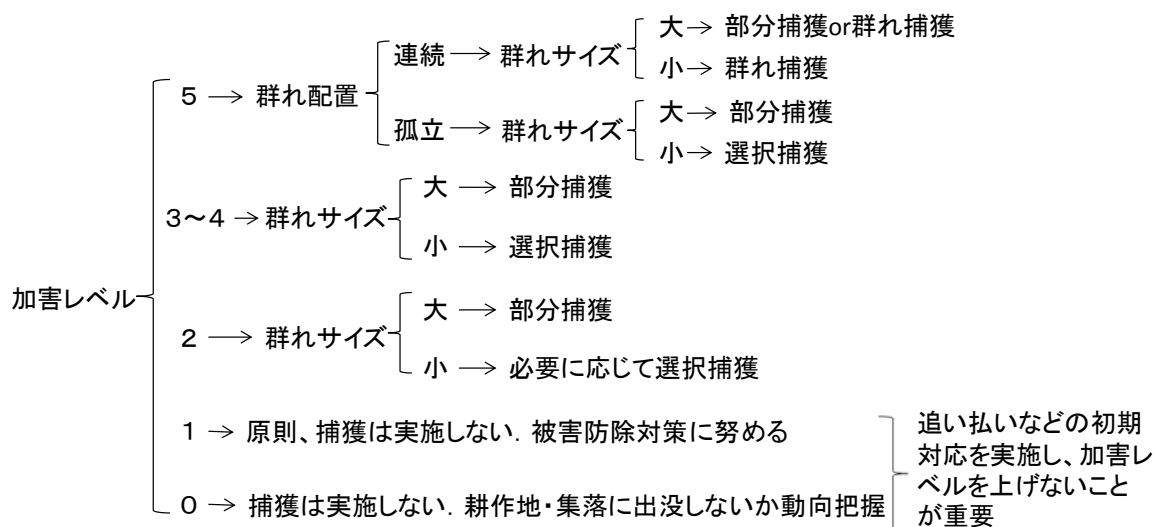 加害レベル
5 → 群れ配置
連続 → 群れサイズ
大→ 部分捕獲or群れ捕獲
小→ 群れ捕獲
孤立 → 群れサイズ
大→ 部分捕獲
小→ 選択捕獲
3～4 → 群れサイズ
大 → 部分捕獲
小 → 選択捕獲
2 → 群れサイズ
大 → 部分捕獲
小 → 必要に応じて選択捕獲
1 → 原則、捕獲は実施しない．被害防除対策に努める
0 → 捕獲は実施しない．耕作地・集落に出没しないか動向把握
追い払いなどの初期
対応を実施し、加害レ
ベルを上げないこと
が重要